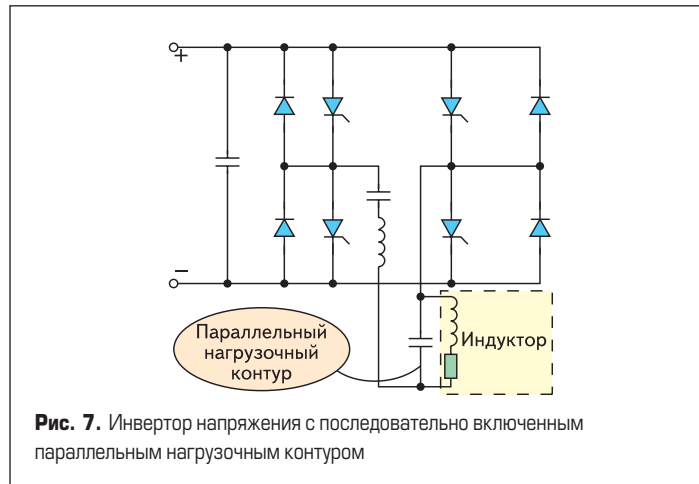 +
−
Параллельный
нагрузочный
контур
Индуктор
Рис. 7. Инвертор напряжения с последовательно включенным
параллельным нагрузочным контуром